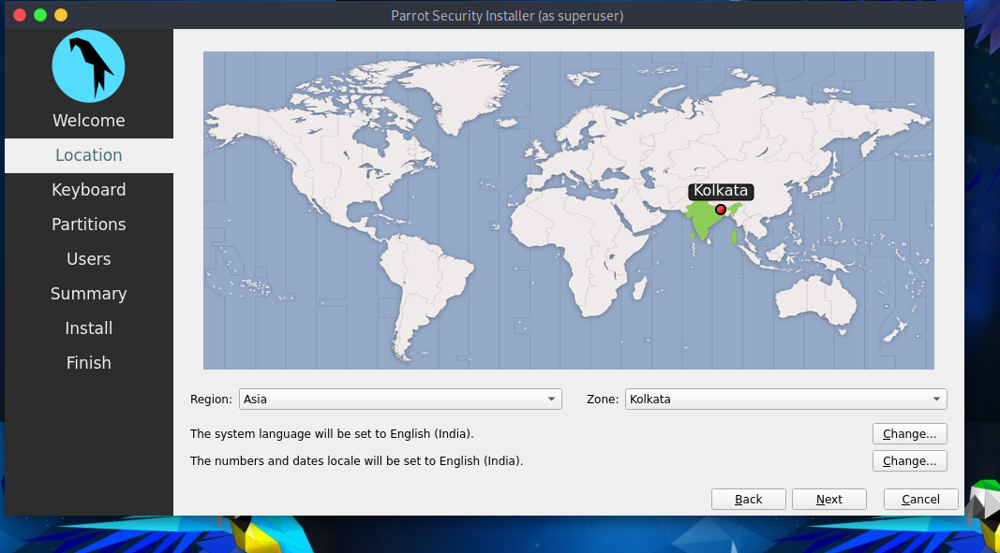 Parrot Security Installer (as superuser)
Welcome
Location
Keyboard
Partitions
Users
Summary
Install
Finish
Kolkata
Region: Asia Zone: Kolkata
The system language will be set to English (India). Change...
The numbers and dates locale will be set to English (India). Change...
Back Next Cancel